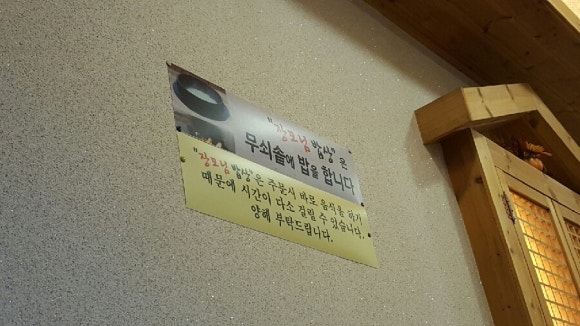 "장모님 밥상"은
무쇠솥에 밥을 합니다
"장모님 밥상"은 주문시 바로 음식을 하기
때문에 시간이 다소 걸릴 수 있습니다.
양해 부탁드립니다.